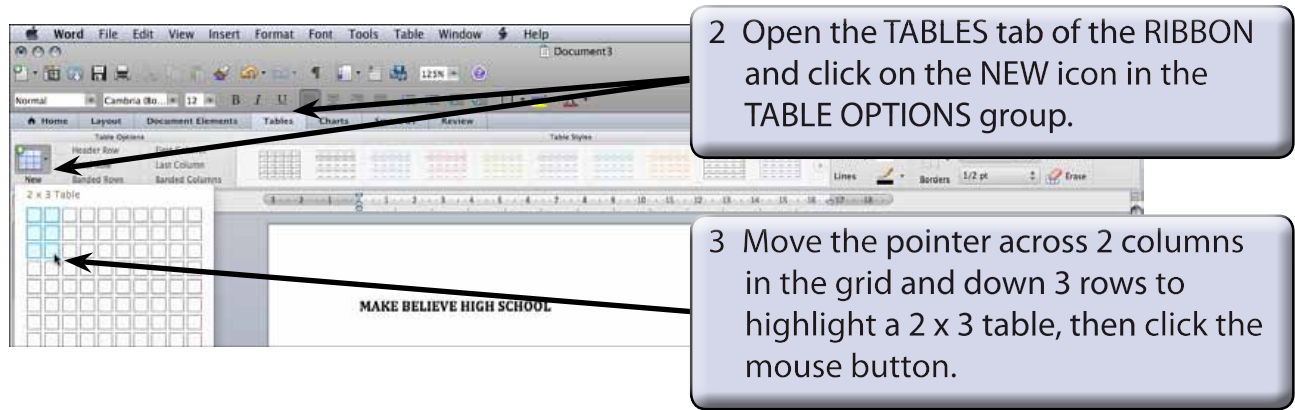 Word File Edit View Insert Format Font Tools Table Window Help
Document3
125%
Normal Cambria (Bo... 12 B I U
Home Layout Document Elements Tables Charts Review
Table Options Table Styles
Header Row
Last Column
New Banded Rows Banded Columns
Lines Borders 1/2 pt Erase
2 x 3 Table
MAKE BELIEVE HIGH SCHOOL
2 Open the TABLES tab of the RIBBON
and click on the NEW icon in the
TABLE OPTIONS group.
3 Move the pointer across 2 columns
in the grid and down 3 rows to
highlight a 2 x 3 table, then click the
mouse button.